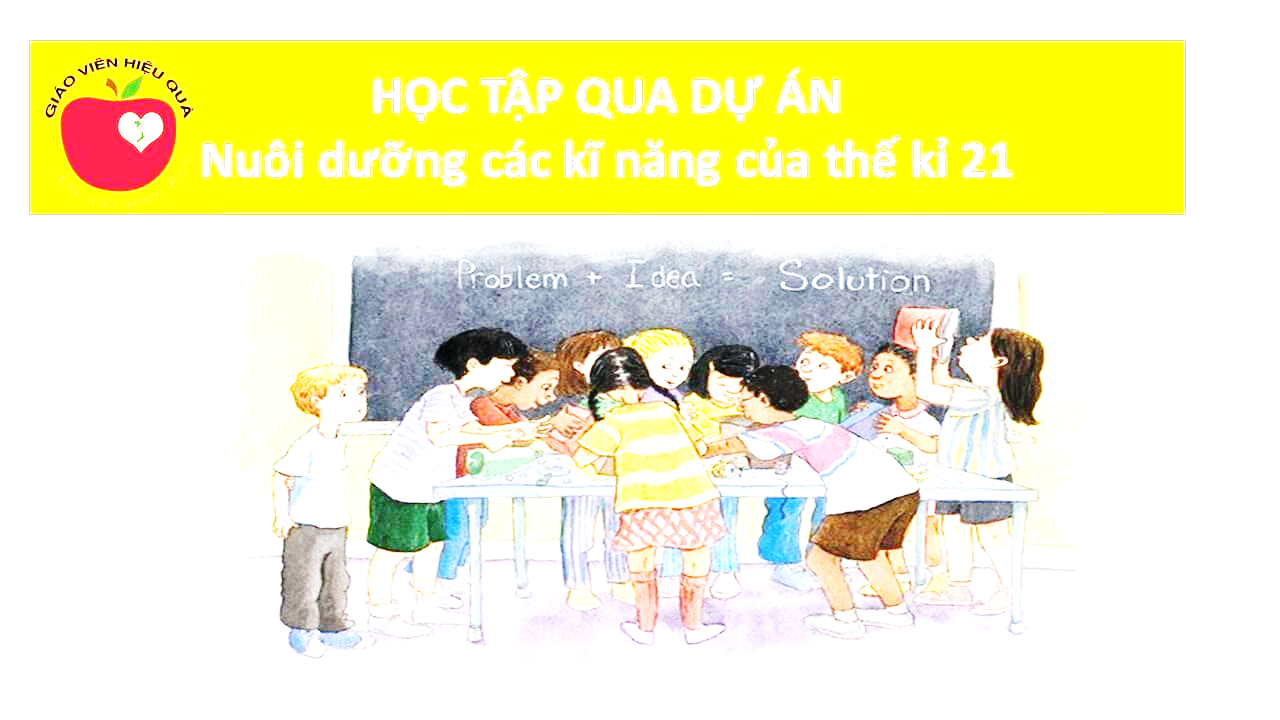 GIÁO VIÊN HIỆU QUẢ
HỌC TẬP QUA DỰ ÁN
Nuôi dưỡng các kĩ năng của thế kỉ 21
Problem + Idea = Solution